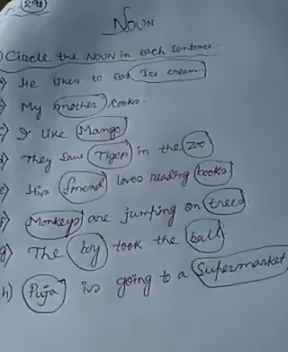 Noun
Circle the Noun in each sentence.
He likes to eat Ice cream
My mother cooks.
I like Mango
d) They saw Tiger in the zoo
e) His friend loves reading books
Monkeys are jumping on trees.
g) The boy took the ball
h) Puja is going to a Supermarket